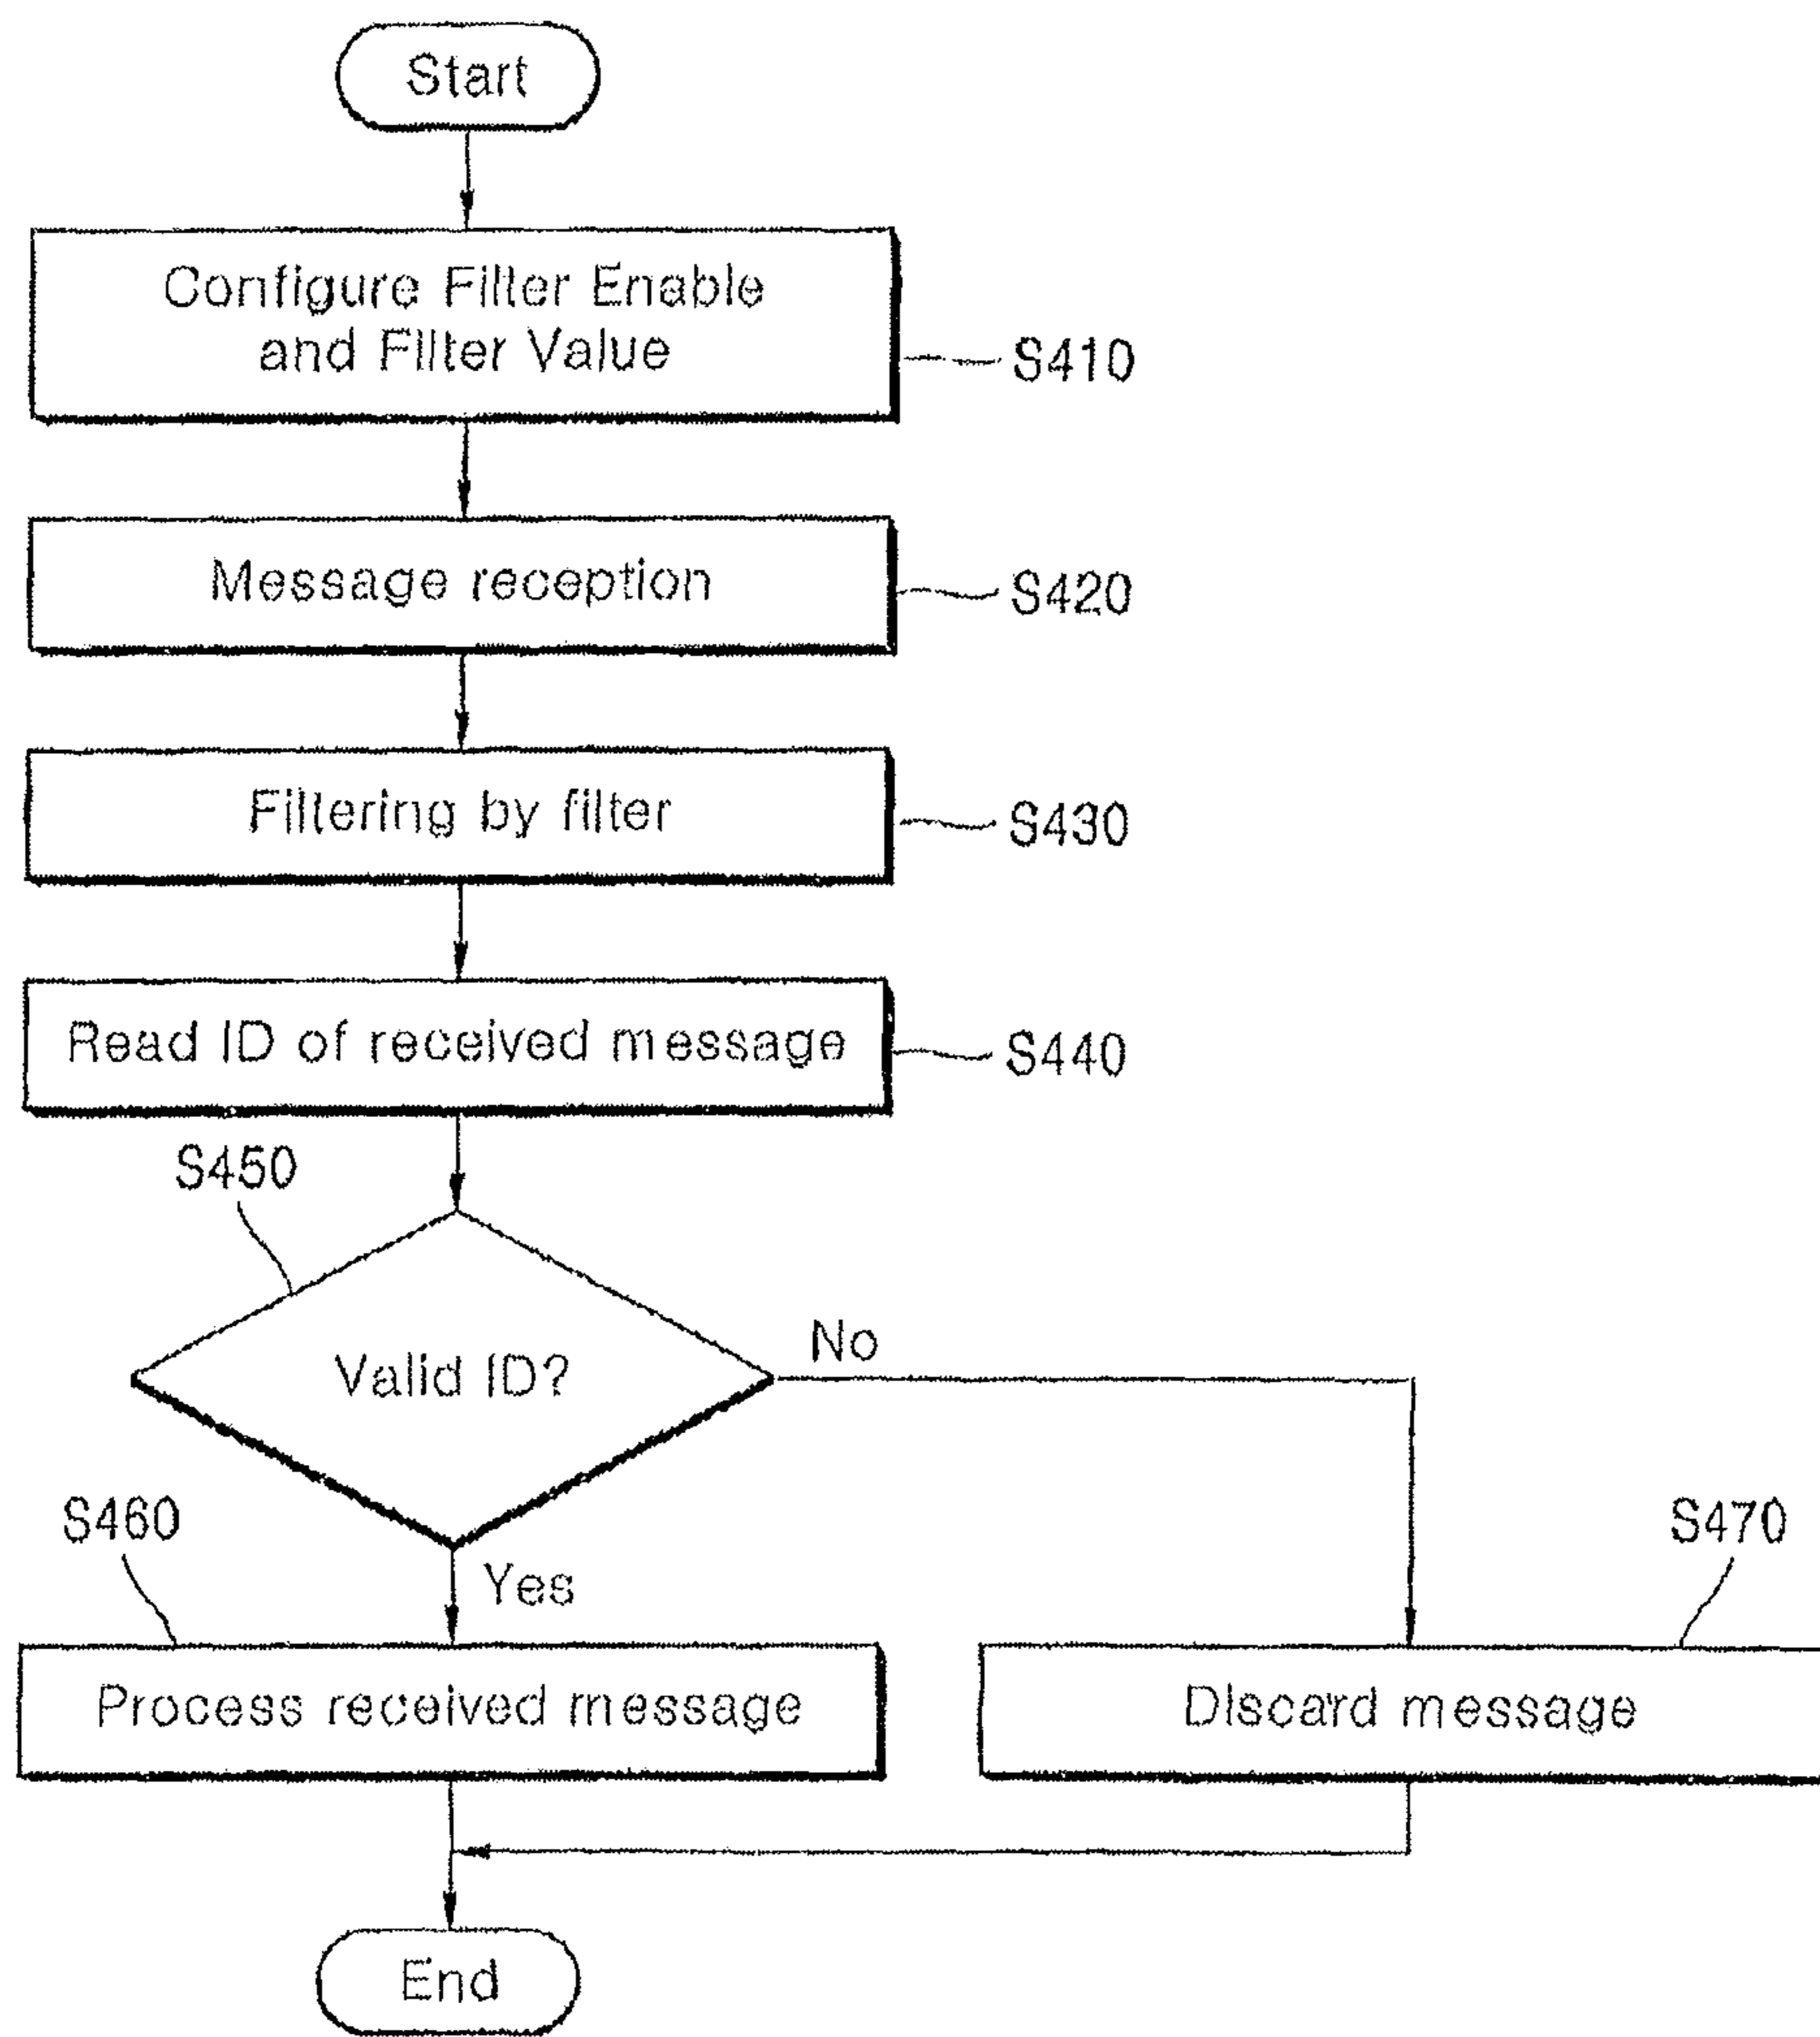 Start
Configure Filter Enable
and Filter Value
S410
Message reception
S420
Filtering by filter
S430
Read ID of received message
S440
S450
Valid ID?
No
Yes
S460
Process received message
S470
Discard message
End